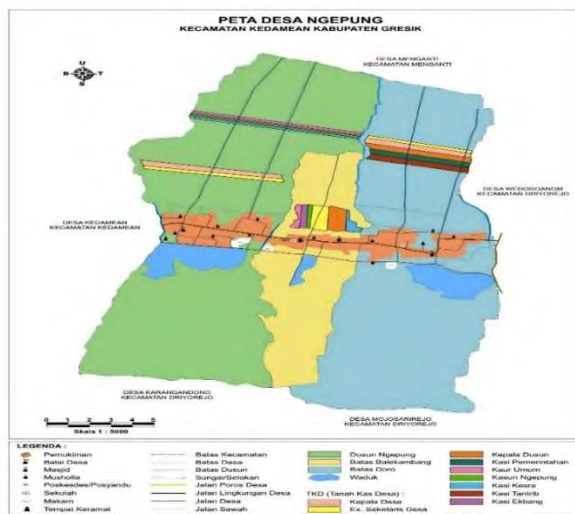 PETA DESA NGEPUNG
KECAMATAN KEDAMEAN KABUPATEN GRESIK
DESA MENGANTI
KECAMATAN MENGANTI
U
B
T
S
DESA WEDOROANOM
KECAMATAN DRIYOREJO
DESA KEDAMEAN
KECAMATAN KEDAMEAN
DESA KARANGANDONG
KECAMATAN DRIYOREJO
DESA MOJOSARIREJO
KECAMATAN DRIYOREJO
0 1 2 3 4 5
Skala 1 : 5000
LEGENDA :
Pemukiman
Balai Desa
Masjid
Musholla
Poskesdes/Posyandu
Sekolah
Makam
Tempat Keramat
Batas Kecamatan
Batas Desa
Batas Dusun
Sungai/Selokan
Jalan Poros Desa
Jalan Lingkungan Desa
Jalan Desa
Jalan Sawah
Dusun Ngepung
Batas Balekambang
Batas Doro
Waduk
TKD (Tanah Kas Desa) :
Kepala Desa
Ex. Sekretaris Desa
Kepala Dusun
Kasi Pemerintahan
Kaur Umum
Kasun Ngepung
Kasi Kesra
Kasi Tantrib
Kasi Ekbang